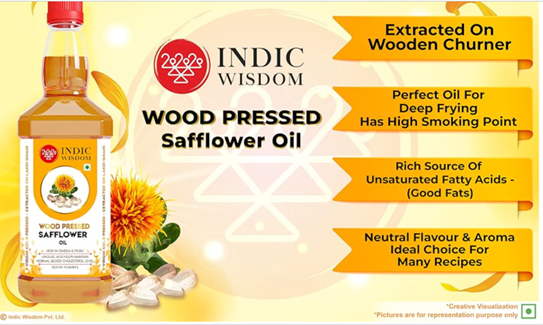 INDIC
WISDOM
WOOD PRESSED
Safflower Oil
Extracted On
Wooden Churner
Perfect Oil For
Deep Frying
Has High Smoking Point
Rich Source Of
Unsaturated Fatty Acids -
(Good Fats)
Neutral Flavour & Aroma
Ideal Choice For
Many Recipes
INDIC
WISDOM
WOOD PRESSED
SAFFLOWER
OIL
*Creative Visualization
*Pictures are for representation purpose only
© Indic Wisdom Pvt. Ltd.